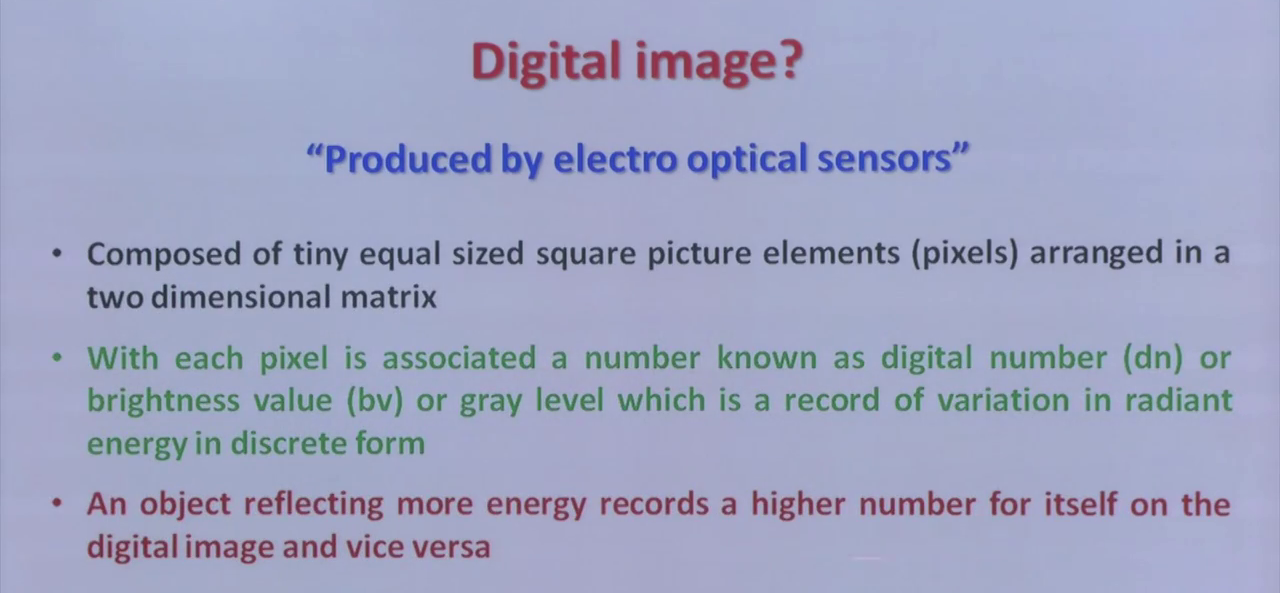 Digital image?
“Produced by electro optical sensors”
• Composed of tiny equal sized square picture elements (pixels) arranged in a
two dimensional matrix
• With each pixel is associated a number known as digital number (dn) or
brightness value (bv) or gray level which is a record of variation in radiant
energy in discrete form
• An object reflecting more energy records a higher number for itself on the
digital image and vice versa